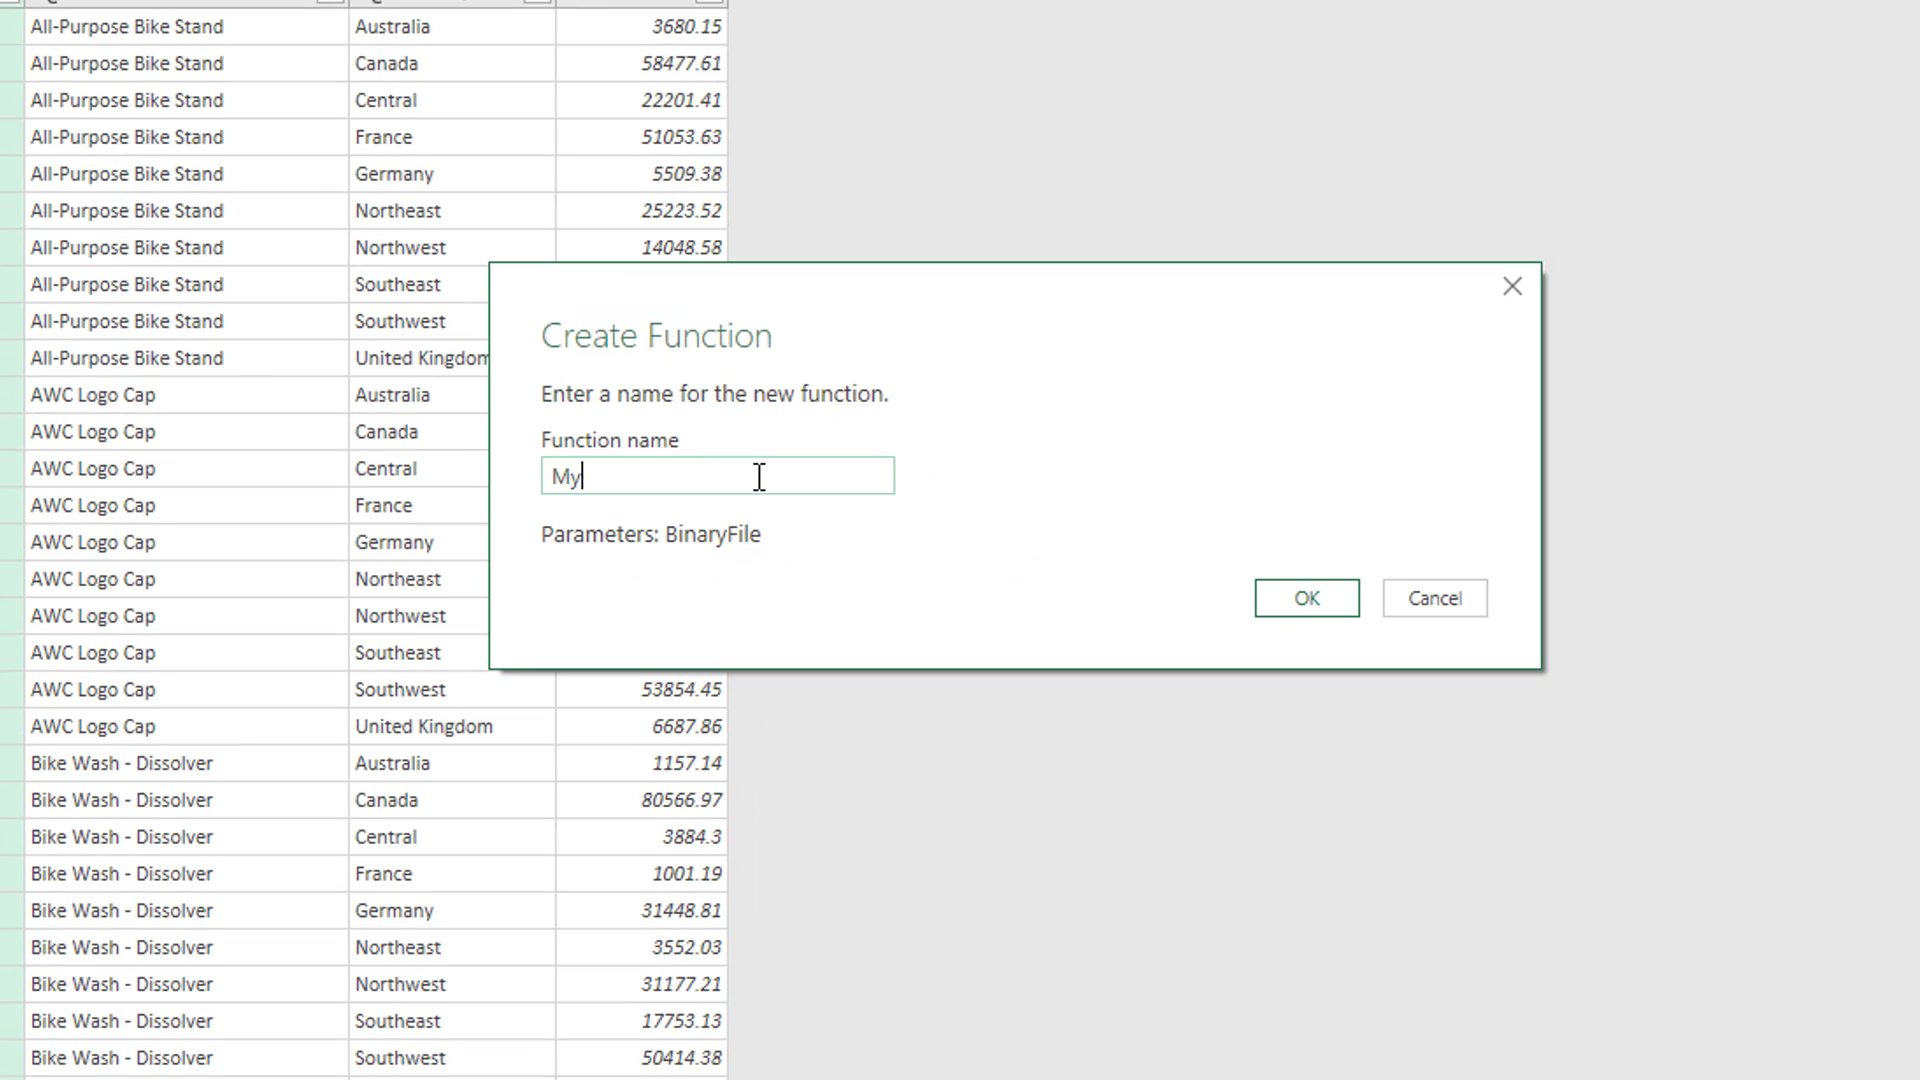 All-Purpose Bike Stand Australia 3680.15
All-Purpose Bike Stand Canada 58477.61
All-Purpose Bike Stand Central 22201.41
All-Purpose Bike Stand France 51053.63
All-Purpose Bike Stand Germany 5509.38
All-Purpose Bike Stand Northeast 25223.52
All-Purpose Bike Stand Northwest 14048.58
All-Purpose Bike Stand Southeast
All-Purpose Bike Stand Southwest
All-Purpose Bike Stand United Kingdom
AWC Logo Cap Australia
AWC Logo Cap Canada
AWC Logo Cap Central
AWC Logo Cap France
AWC Logo Cap Germany
AWC Logo Cap Northeast
AWC Logo Cap Northwest
AWC Logo Cap Southeast
AWC Logo Cap Southwest 53854.45
AWC Logo Cap United Kingdom 6687.86
Bike Wash - Dissolver Australia 1157.14
Bike Wash - Dissolver Canada 80566.97
Bike Wash - Dissolver Central 3884.3
Bike Wash - Dissolver France 1001.19
Bike Wash - Dissolver Germany 31448.81
Bike Wash - Dissolver Northeast 3552.03
Bike Wash - Dissolver Northwest 31177.21
Bike Wash - Dissolver Southeast 17753.13
Bike Wash - Dissolver Southwest 50414.38
Create Function
Enter a name for the new function.
Function name
My
Parameters: BinaryFile
OK Cancel